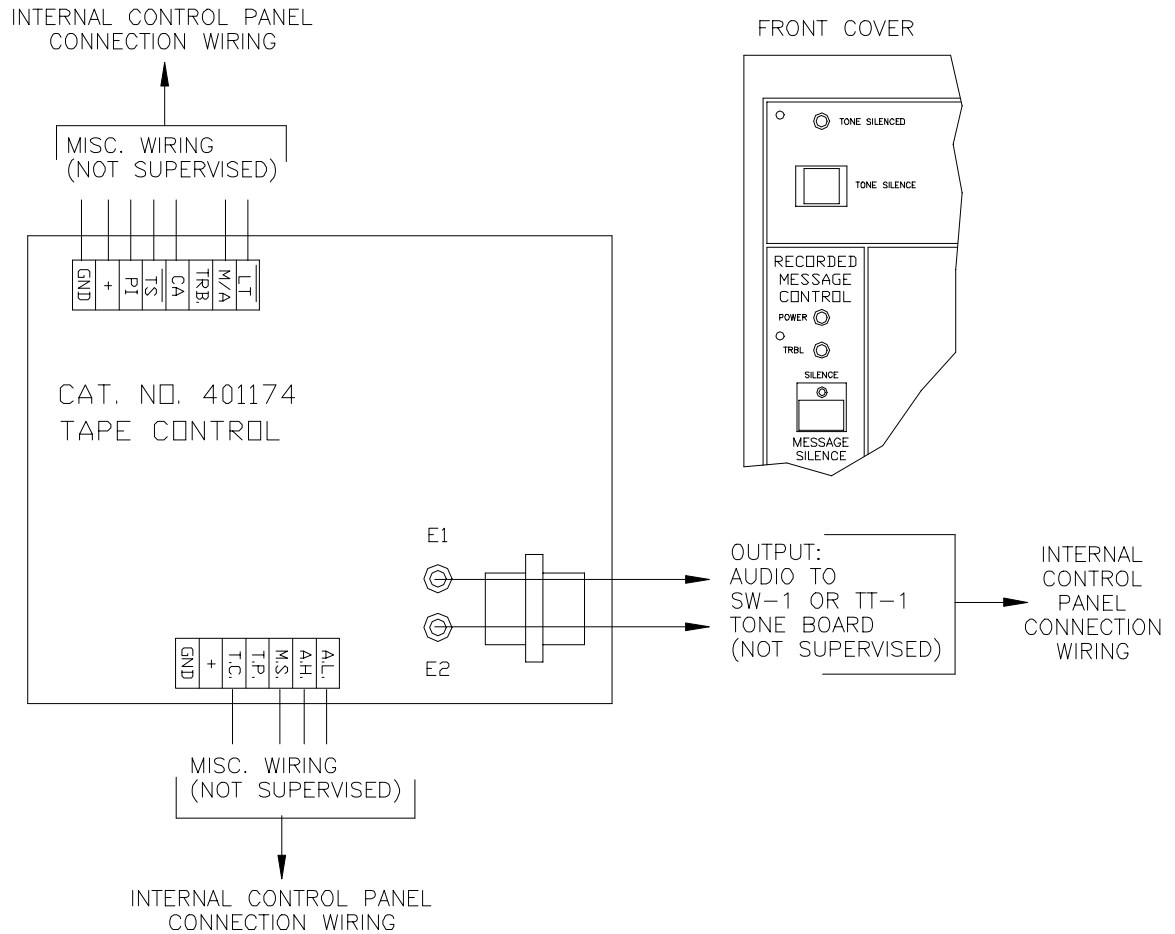 INTERNAL CONTROL PANEL
CONNECTION WIRING
MISC. WIRING
(NOT SUPERVISED)
GND
+
PI
T̅S̅
CA
TRB.
M/A
L̅T̅
CAT. NO. 401174
TAPE CONTROL
E1
E2
GND
+
T.C.
T.P.
M.S.
A.H.
A.L.
MISC. WIRING
(NOT SUPERVISED)
INTERNAL CONTROL PANEL
CONNECTION WIRING
FRONT COVER
TONE SILENCED
TONE SILENCE
RECORDED
MESSAGE
CONTROL
POWER
TRBL
SILENCE
MESSAGE
SILENCE
OUTPUT:
AUDIO TO
SW-1 OR TT-1
TONE BOARD
(NOT SUPERVISED)
INTERNAL
CONTROL
PANEL
CONNECTION
WIRING